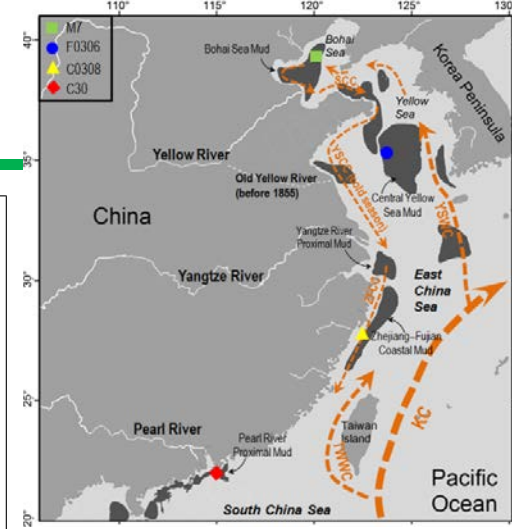 110°
115°
120°
125°
40°
35°
30°
25°
20°
M7
F0306
C0308
C30
Bohai Sea Mud
Bohai
Sea
Korea Peninsula
Yellow
Sea
Yellow River
Old Yellow River
(before 1855)
Central Yellow
Sea Mud
China
YSWC
Yangtze River
Proximal Mud
Yangtze River
East
China
Sea
Zhejiang-Fujian
Coastal Mud
Pearl River
Pearl River
Proximal Mud
Taiwan
Island
TWWC
KC
Pacific
Ocean
South China Sea